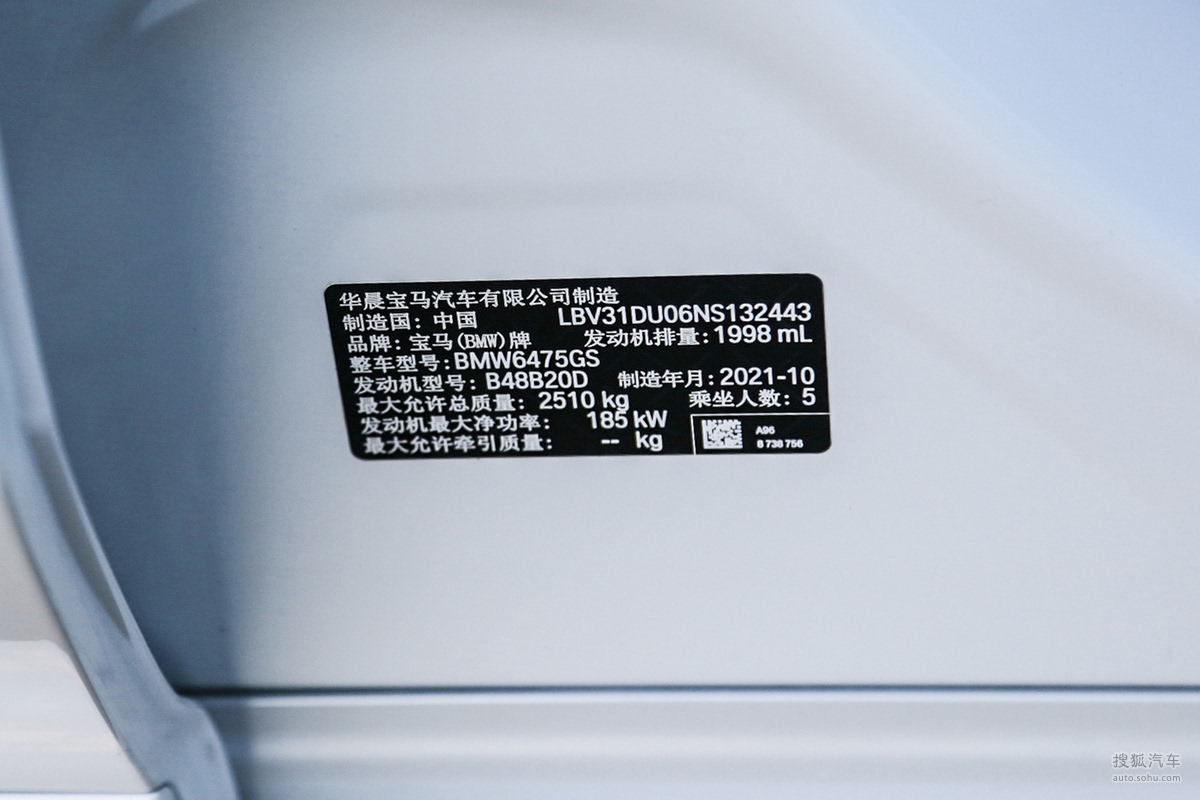 华晨宝马汽车有限公司制造
制造国：中国 LBV31DU06NS132443
品牌：宝马(BMW)牌 发动机排量：1998 mL
整车型号：BMW6475GS
发动机型号：B48B20D 制造年月：2021-10
最大允许总质量：2510 kg 乘坐人数：5
发动机最大净功率：185 kW
最大允许牵引质量：-- kg
A96
8 738 756
搜狐汽车
auto.sohu.com